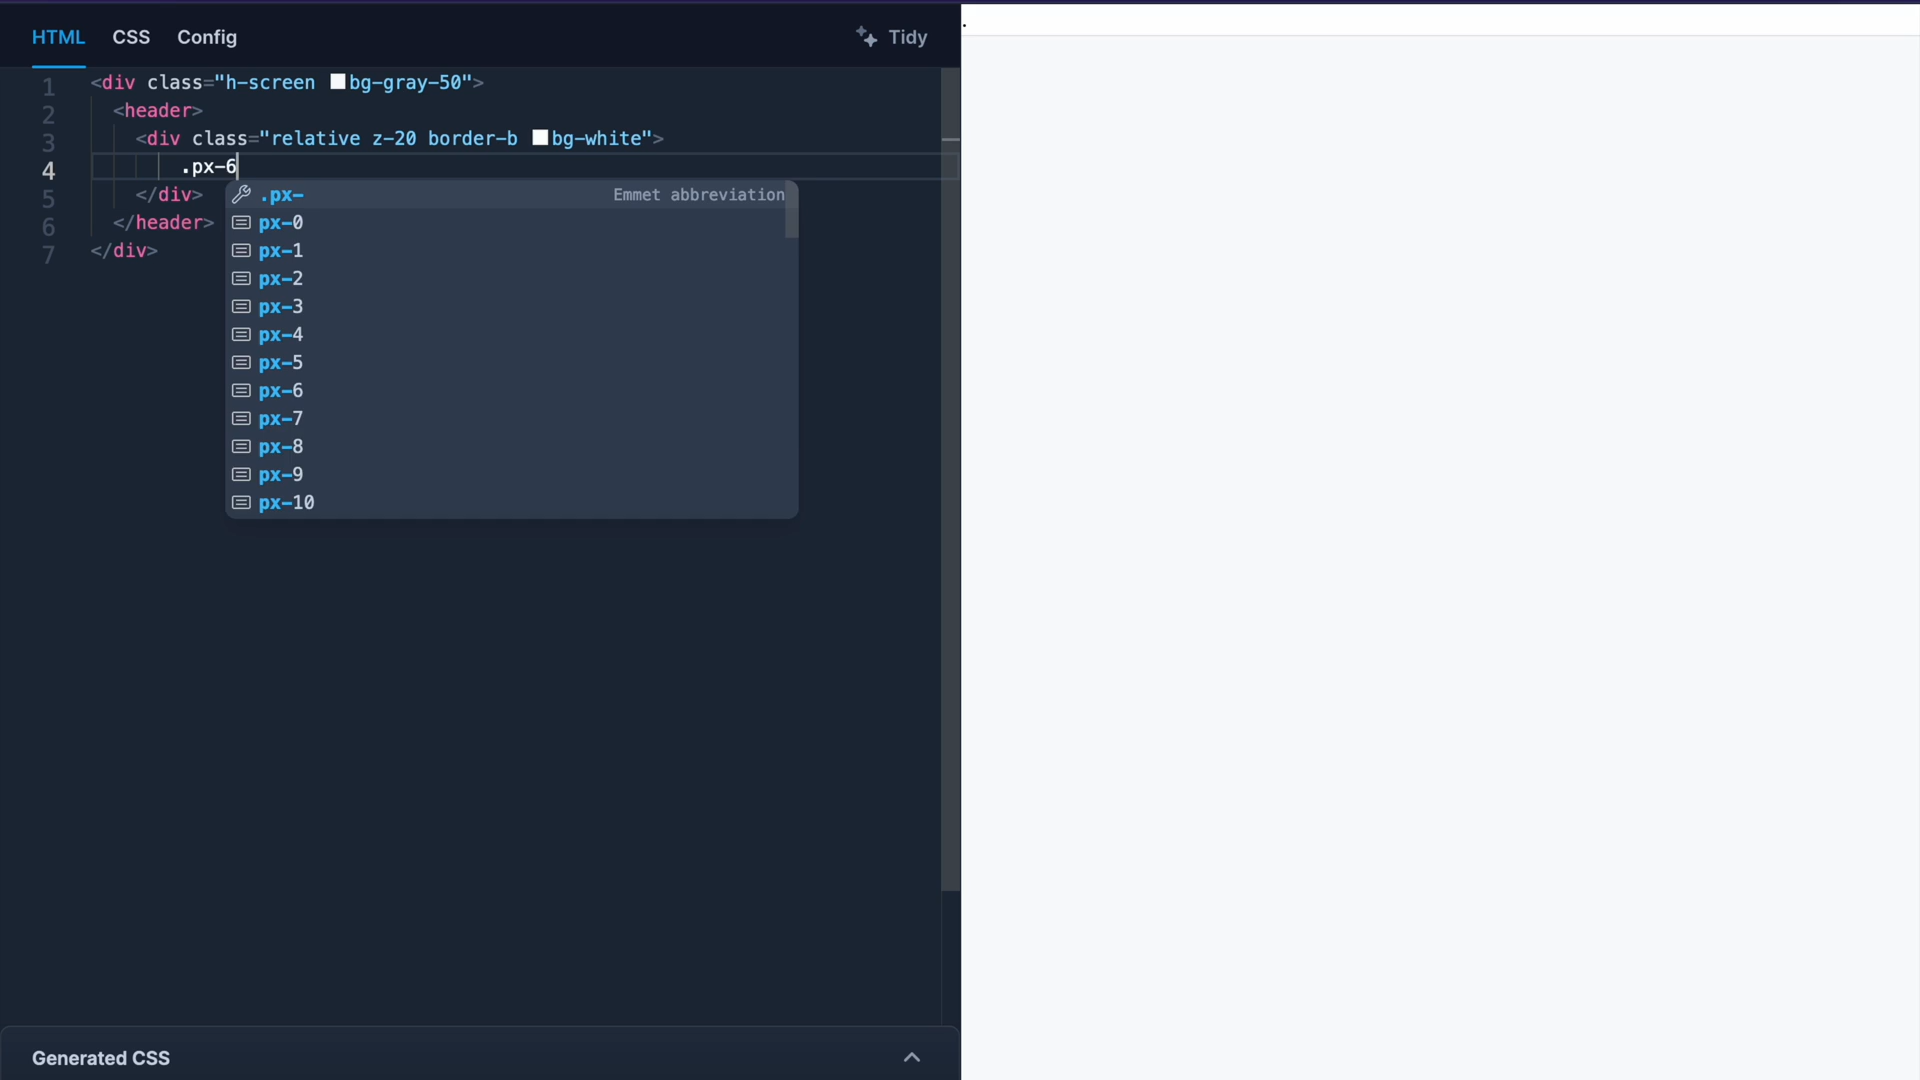 HTML CSS Config Tidy
1 <div class="h-screen bg-gray-50">
2 <header>
3 <div class="relative z-20 border-b bg-white">
4 .px-6
5 </div>
6 </header>
7 </div>
.px- Emmet abbreviation
px-0
px-1
px-2
px-3
px-4
px-5
px-6
px-7
px-8
px-9
px-10
Generated CSS
.